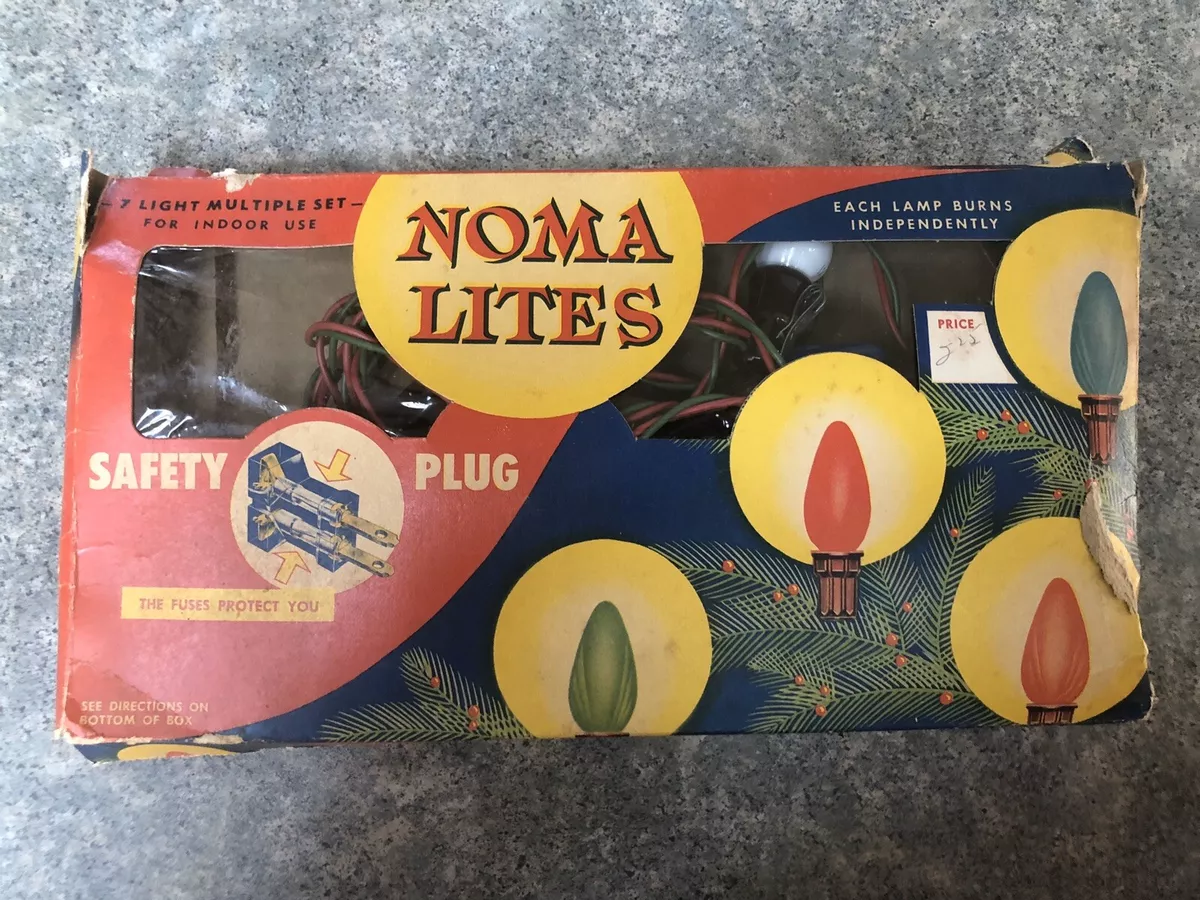 - 7 LIGHT MULTIPLE SET -
FOR INDOOR USE
NOMA
LITES
EACH LAMP BURNS
INDEPENDENTLY
PRICE
2²²
SAFETY PLUG
THE FUSES PROTECT YOU
SEE DIRECTIONS ON
BOTTOM OF BOX